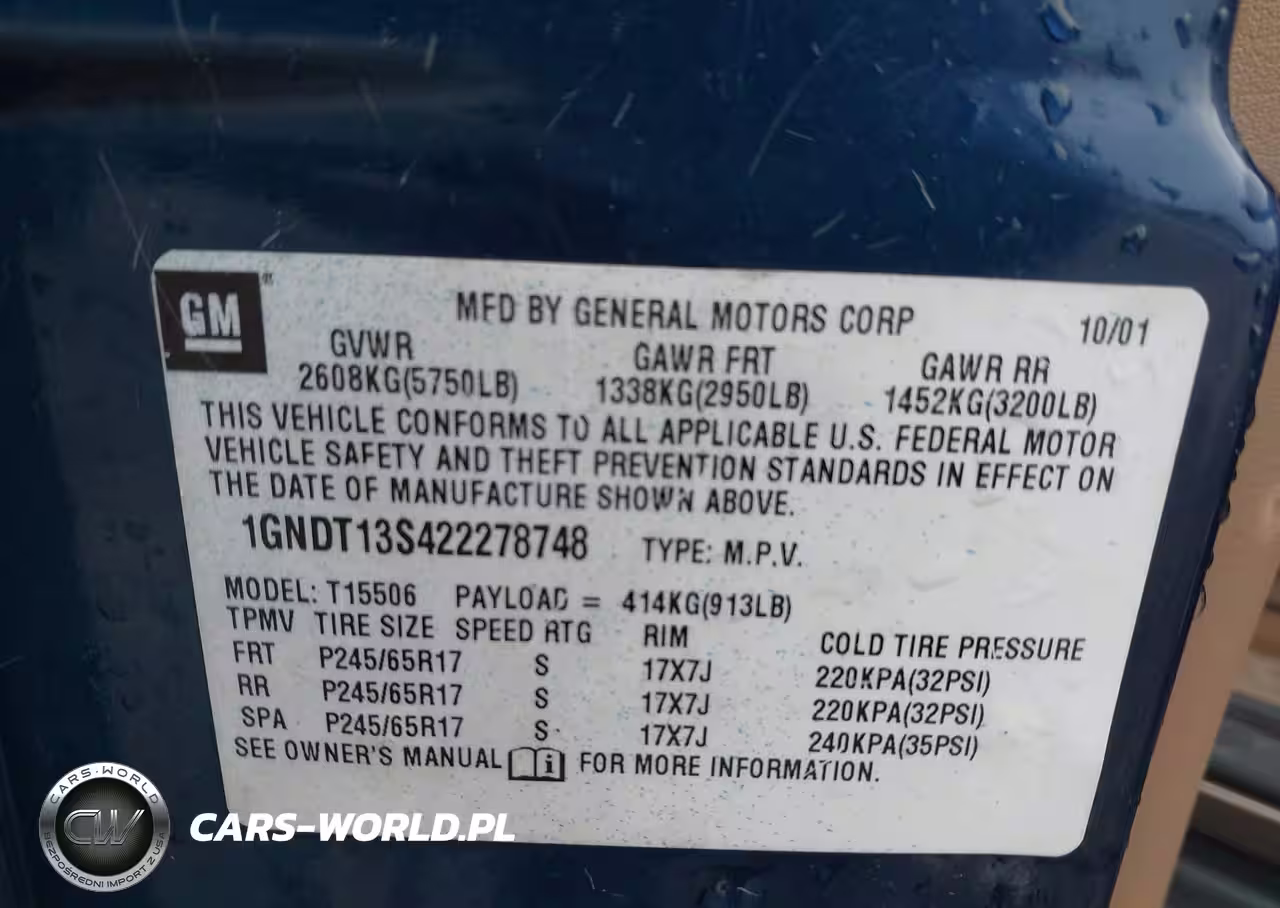 GM
MFD BY GENERAL MOTORS CORP 10/01
GVWR GAWR FRT GAWR RR
2608KG(5750LB) 1338KG(2950LB) 1452KG(3200LB)
THIS VEHICLE CONFORMS TO ALL APPLICABLE U.S. FEDERAL MOTOR
VEHICLE SAFETY AND THEFT PREVENTION STANDARDS IN EFFECT ON
THE DATE OF MANUFACTURE SHOWN ABOVE.
1GNDT13S422278748 TYPE: M.P.V.
MODEL: T15506 PAYLOAD = 414KG(913LB)
TPMV TIRE SIZE SPEED RTG RIM COLD TIRE PRESSURE
FRT P245/65R17 S 17X7J 220KPA(32PSI)
RR P245/65R17 S 17X7J 220KPA(32PSI)
SPA P245/65R17 S 17X7J 240KPA(35PSI)
SEE OWNER'S MANUAL i FOR MORE INFORMATION.
CARS-WORLD
CW
BEZPOŚREDNI IMPORT Z USA
CARS-WORLD.PL